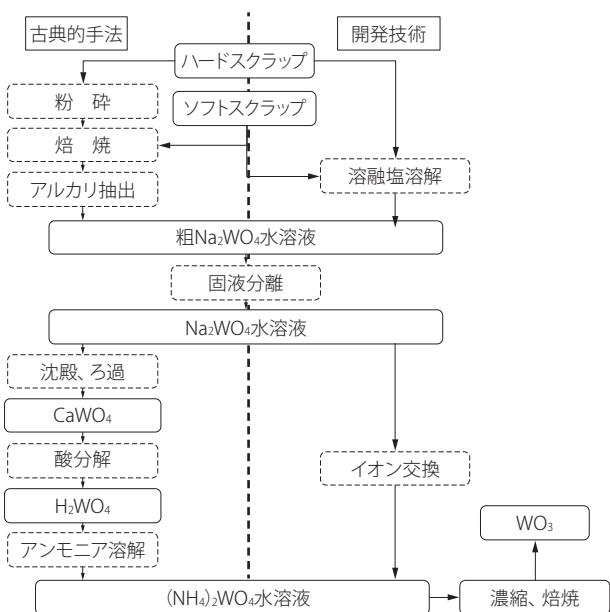 古典的手法
開発技術
ハードスクラップ
粉　砕
ソフトスクラップ
焙　焼
溶融塩溶解
アルカリ抽出
粗Na₂WO₄水溶液
固液分離
Na₂WO₄水溶液
沈殿、ろ過
CaWO₄
酸分解
イオン交換
H₂WO₄
WO₃
アンモニア溶解
(NH₄)₂WO₄水溶液
濃縮、焙焼